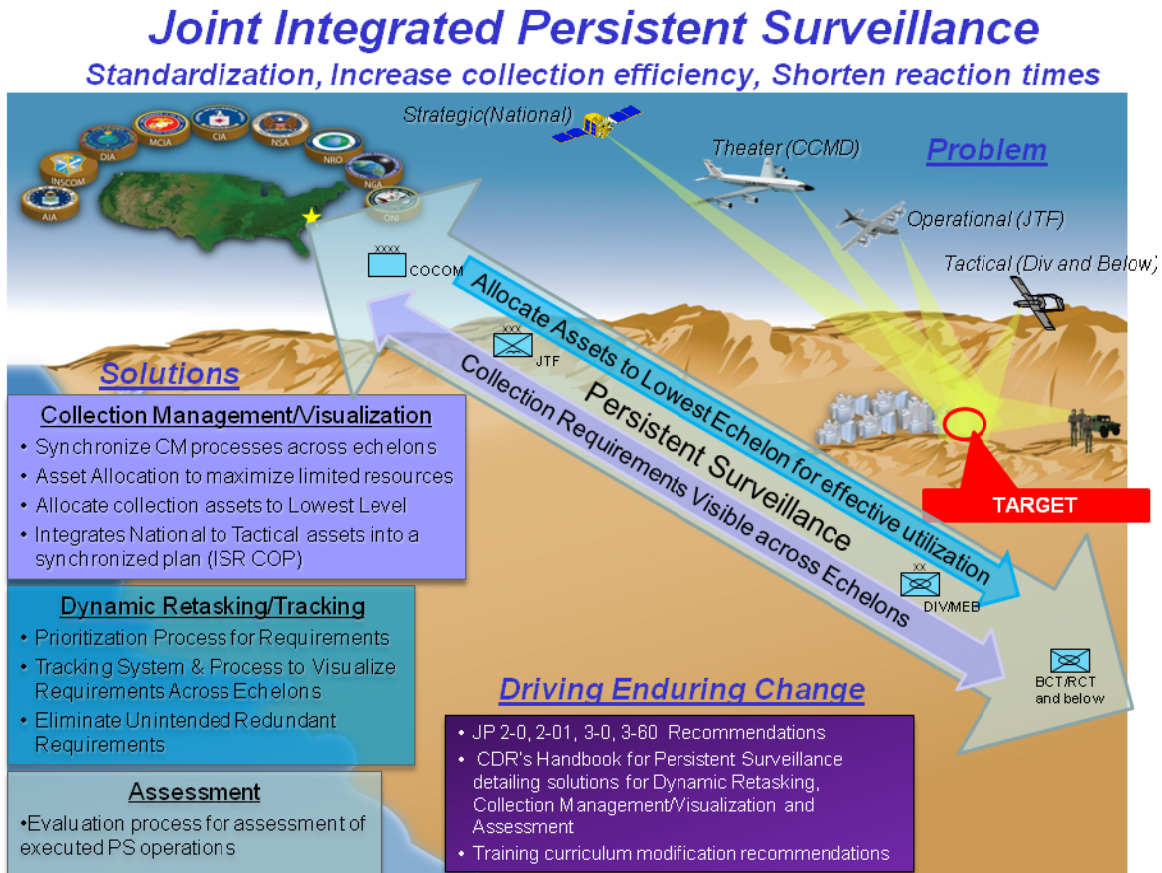 Joint Integrated Persistent Surveillance
Standardization, Increase collection efficiency, Shorten reaction times
AIA
INSCOM
DIA
MCIA
CIA
NSA
NRO
NGA
ONI
Strategic(National)
Theater (CCMD)
Problem
Operational (JTF)
Tactical (Div and Below)
XXXX
COCOM
XXX
JTF
Allocate Assets to Lowest Echelon for effective utilization
Persistent Surveillance
Collection Requirements Visible across Echelons
TARGET
XX
DIV/MEB
BCT/RCT
and below
Solutions
Collection Management/Visualization
• Synchronize CM processes across echelons
• Asset Allocation to maximize limited resources
• Allocate collection assets to Lowest Level
• Integrates National to Tactical assets into a
synchronized plan (ISR COP)
Dynamic Retasking/Tracking
• Prioritization Process for Requirements
• Tracking System & Process to Visualize
Requirements Across Echelons
• Eliminate Unintended Redundant
Requirements
Assessment
•Evaluation process for assessment of
executed PS operations
Driving Enduring Change
• JP 2-0, 2-01, 3-0, 3-60 Recommendations
• CDR's Handbook for Persistent Surveillance
detailing solutions for Dynamic Retasking,
Collection Management/Visualization and
Assessment
• Training curriculum modification recommendations